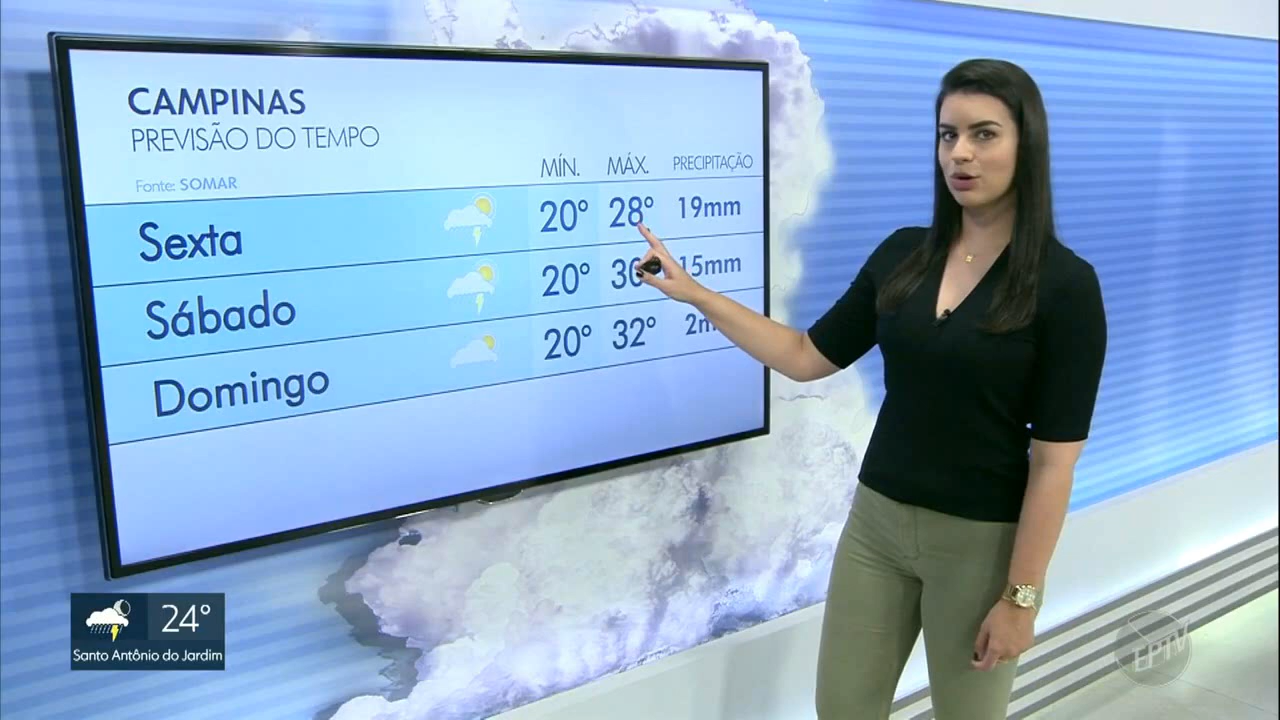 CAMPINAS
PREVISÃO DO TEMPO
Fonte: SOMAR
MÍN. MÁX. PRECIPITAÇÃO
Sexta 20° 28° 19mm
Sábado 20° 30° 15mm
Domingo 20° 32°
24°
Santo Antônio do Jardim
EPTV